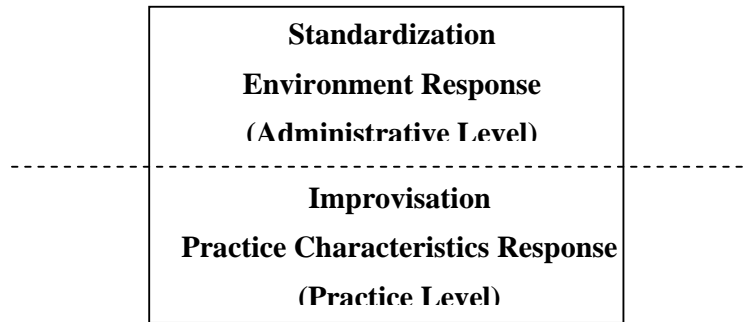 Standardization
Environment Response
(Administrative Level)
Improvisation
Practice Characteristics Response
(Practice Level)